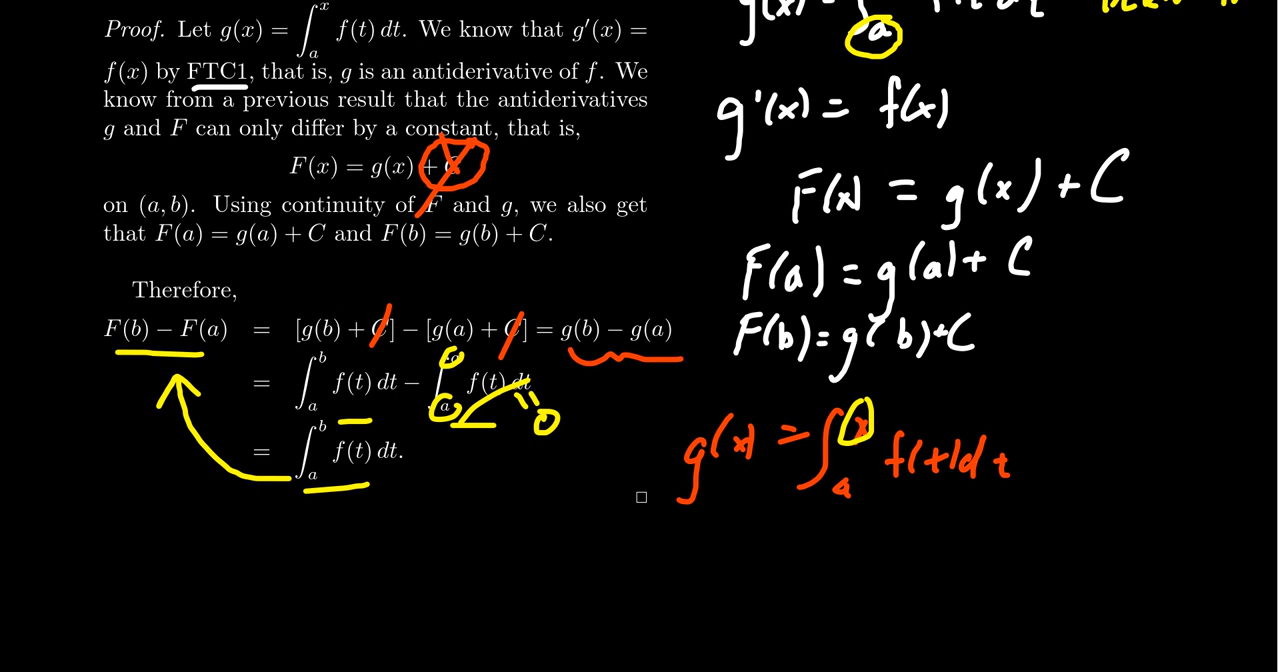 Proof. Let g(x) = ∫_a^x f(t) dt. We know that g′(x) =
f(x) by FTC1, that is, g is an antiderivative of f. We
know from a previous result that the antiderivatives
g and F can only differ by a constant, that is,
F(x) = g(x) + C
on (a, b). Using continuity of F and g, we also get
that F(a) = g(a) + C and F(b) = g(b) + C.
Therefore,
F(b) − F(a) = [g(b) + C] − [g(a) + C] = g(b) − g(a)
= ∫_a^b f(t) dt − ∫_a^a f(t) dt
= ∫_a^b f(t) dt.
□
0
g'(x) = f(x)
F(x) = g(x) + C
F(a) = g(a) + C
F(b) = g(b) + C
g(x) = ∫_a^x f(t)dt